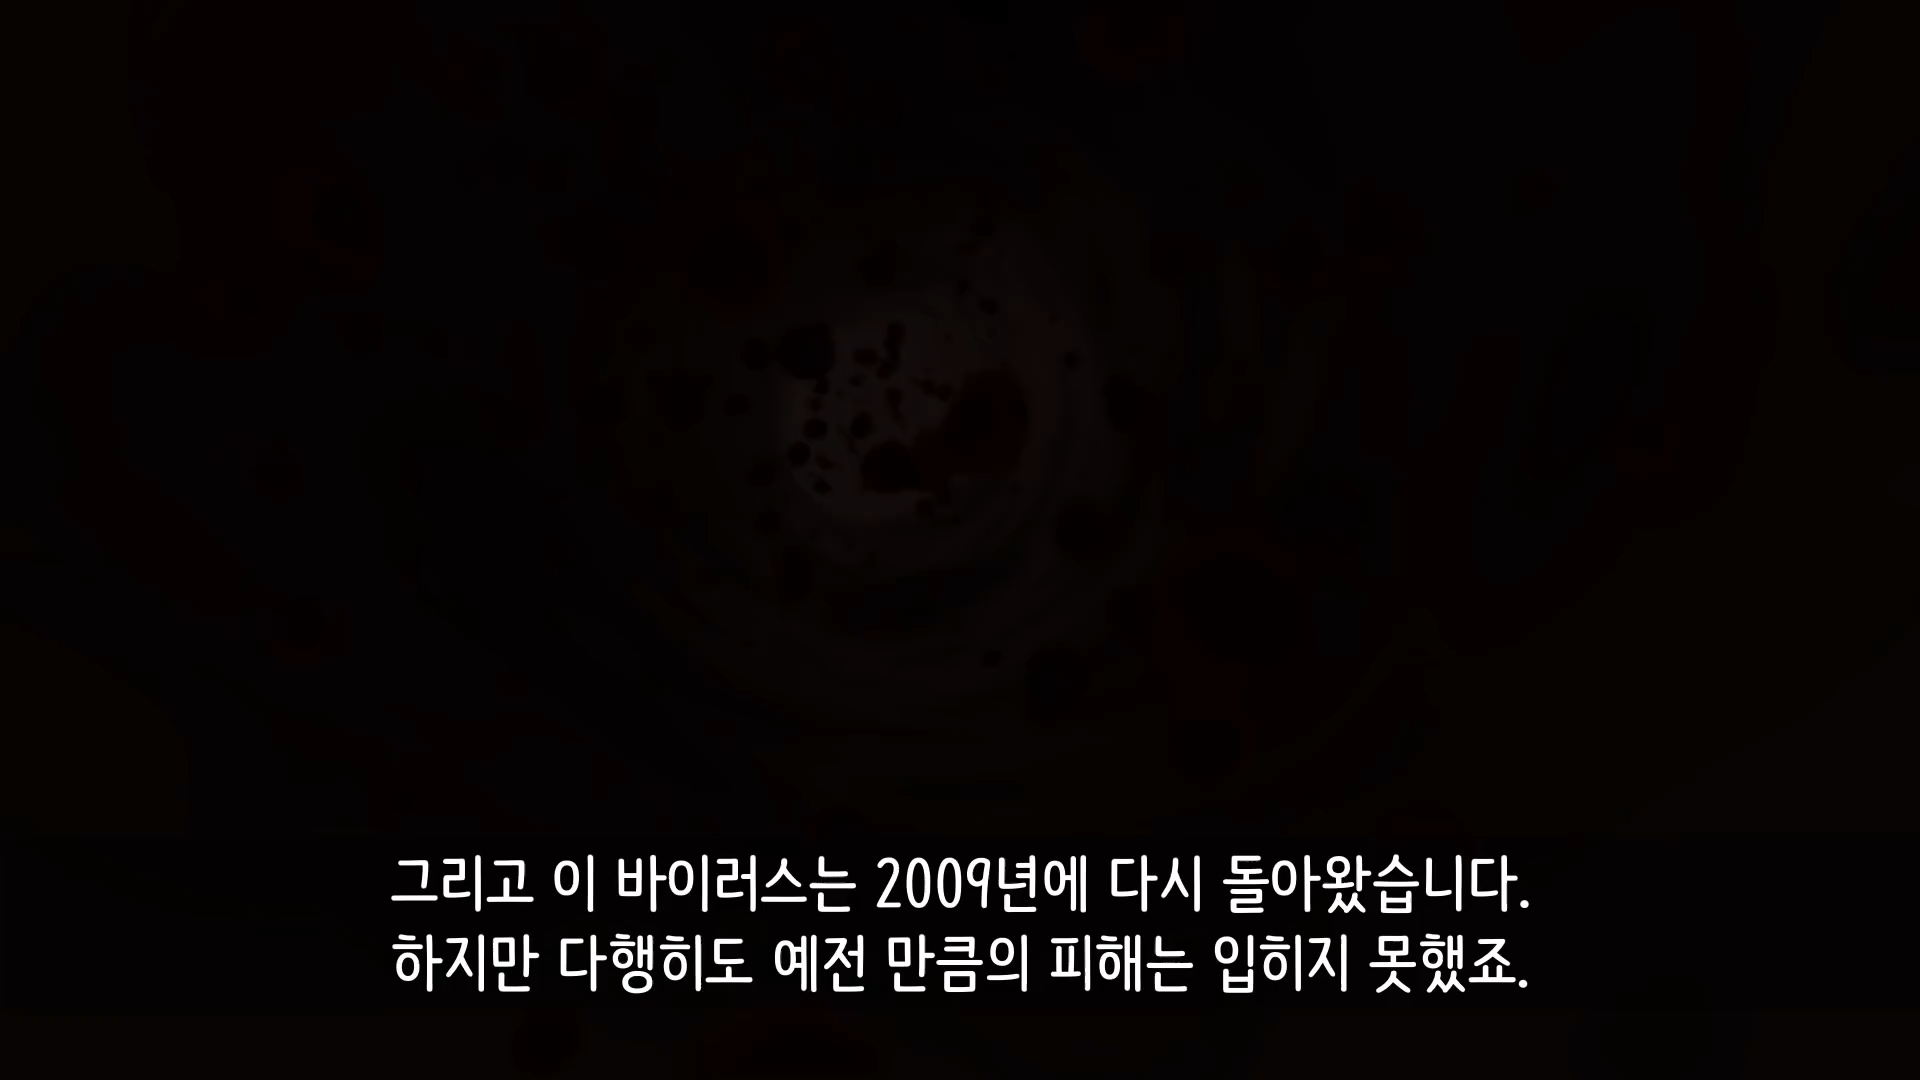 그리고 이 바이러스는 2009년에 다시 돌아왔습니다.
하지만 다행히도 예전 만큼의 피해는 입히지 못했죠.